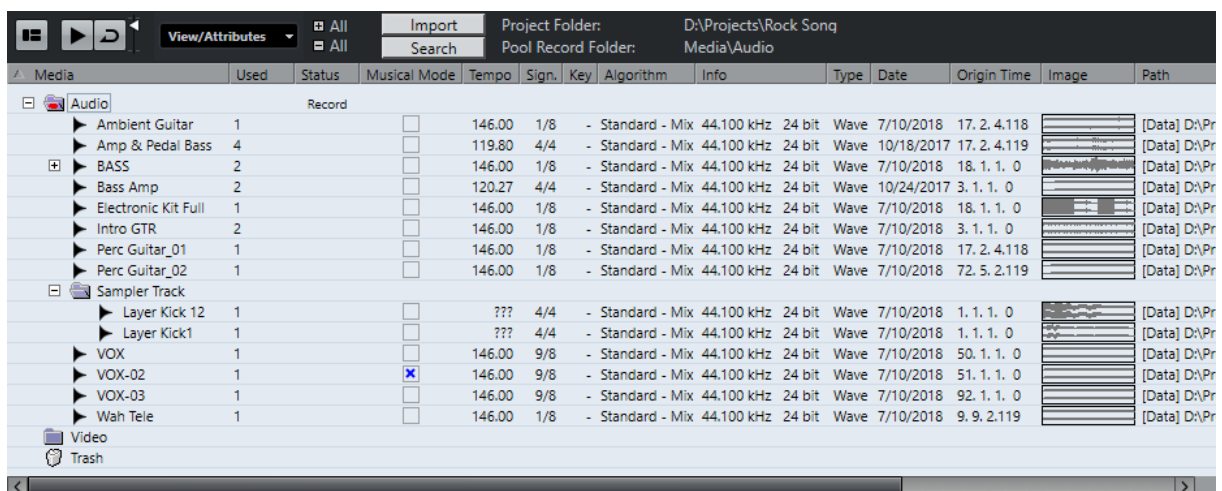 View/Attributes All Import Project Folder: D:\Projects\Rock Song
All Search Pool Record Folder: Media\Audio
Media Used Status Musical Mode Tempo Sign. Key Algorithm Info Type Date Origin Time Image Path
Audio Record
Ambient Guitar 1 146.00 1/8 - Standard - Mix 44.100 kHz 24 bit Wave 7/10/2018 17. 2. 4.118 [Data] D:\Pr
Amp & Pedal Bass 4 119.80 4/4 - Standard - Mix 44.100 kHz 24 bit Wave 10/18/2017 17. 2. 4.119 [Data] D:\Pr
BASS 2 146.00 1/8 - Standard - Mix 44.100 kHz 24 bit Wave 7/10/2018 18. 1. 1. 0 [Data] D:\Pr
Bass Amp 2 120.27 4/4 - Standard - Mix 44.100 kHz 24 bit Wave 10/24/2017 3. 1. 1. 0 [Data] D:\Pr
Electronic Kit Full 1 146.00 1/8 - Standard - Mix 44.100 kHz 24 bit Wave 7/10/2018 18. 1. 1. 0 [Data] D:\Pr
Intro GTR 2 146.00 1/8 - Standard - Mix 44.100 kHz 24 bit Wave 7/10/2018 3. 1. 1. 0 [Data] D:\Pr
Perc Guitar_01 1 146.00 1/8 - Standard - Mix 44.100 kHz 24 bit Wave 7/10/2018 17. 2. 4.118 [Data] D:\Pr
Perc Guitar_02 1 146.00 1/8 - Standard - Mix 44.100 kHz 24 bit Wave 7/10/2018 72. 5. 2.119 [Data] D:\Pr
Sampler Track
Layer Kick 12 1 ??? 4/4 - Standard - Mix 44.100 kHz 24 bit Wave 7/10/2018 1. 1. 1. 0 [Data] D:\Pr
Layer Kick1 1 ??? 4/4 - Standard - Mix 44.100 kHz 24 bit Wave 7/10/2018 1. 1. 1. 0 [Data] D:\Pr
VOX 1 146.00 9/8 - Standard - Mix 44.100 kHz 24 bit Wave 7/10/2018 50. 1. 1. 0 [Data] D:\Pr
VOX-02 1 146.00 9/8 - Standard - Mix 44.100 kHz 24 bit Wave 7/10/2018 51. 1. 1. 0 [Data] D:\Pr
VOX-03 1 146.00 9/8 - Standard - Mix 44.100 kHz 24 bit Wave 7/10/2018 92. 1. 1. 0 [Data] D:\Pr
Wah Tele 1 146.00 1/8 - Standard - Mix 44.100 kHz 24 bit Wave 7/10/2018 9. 9. 2.119 [Data] D:\Pr
Video
Trash